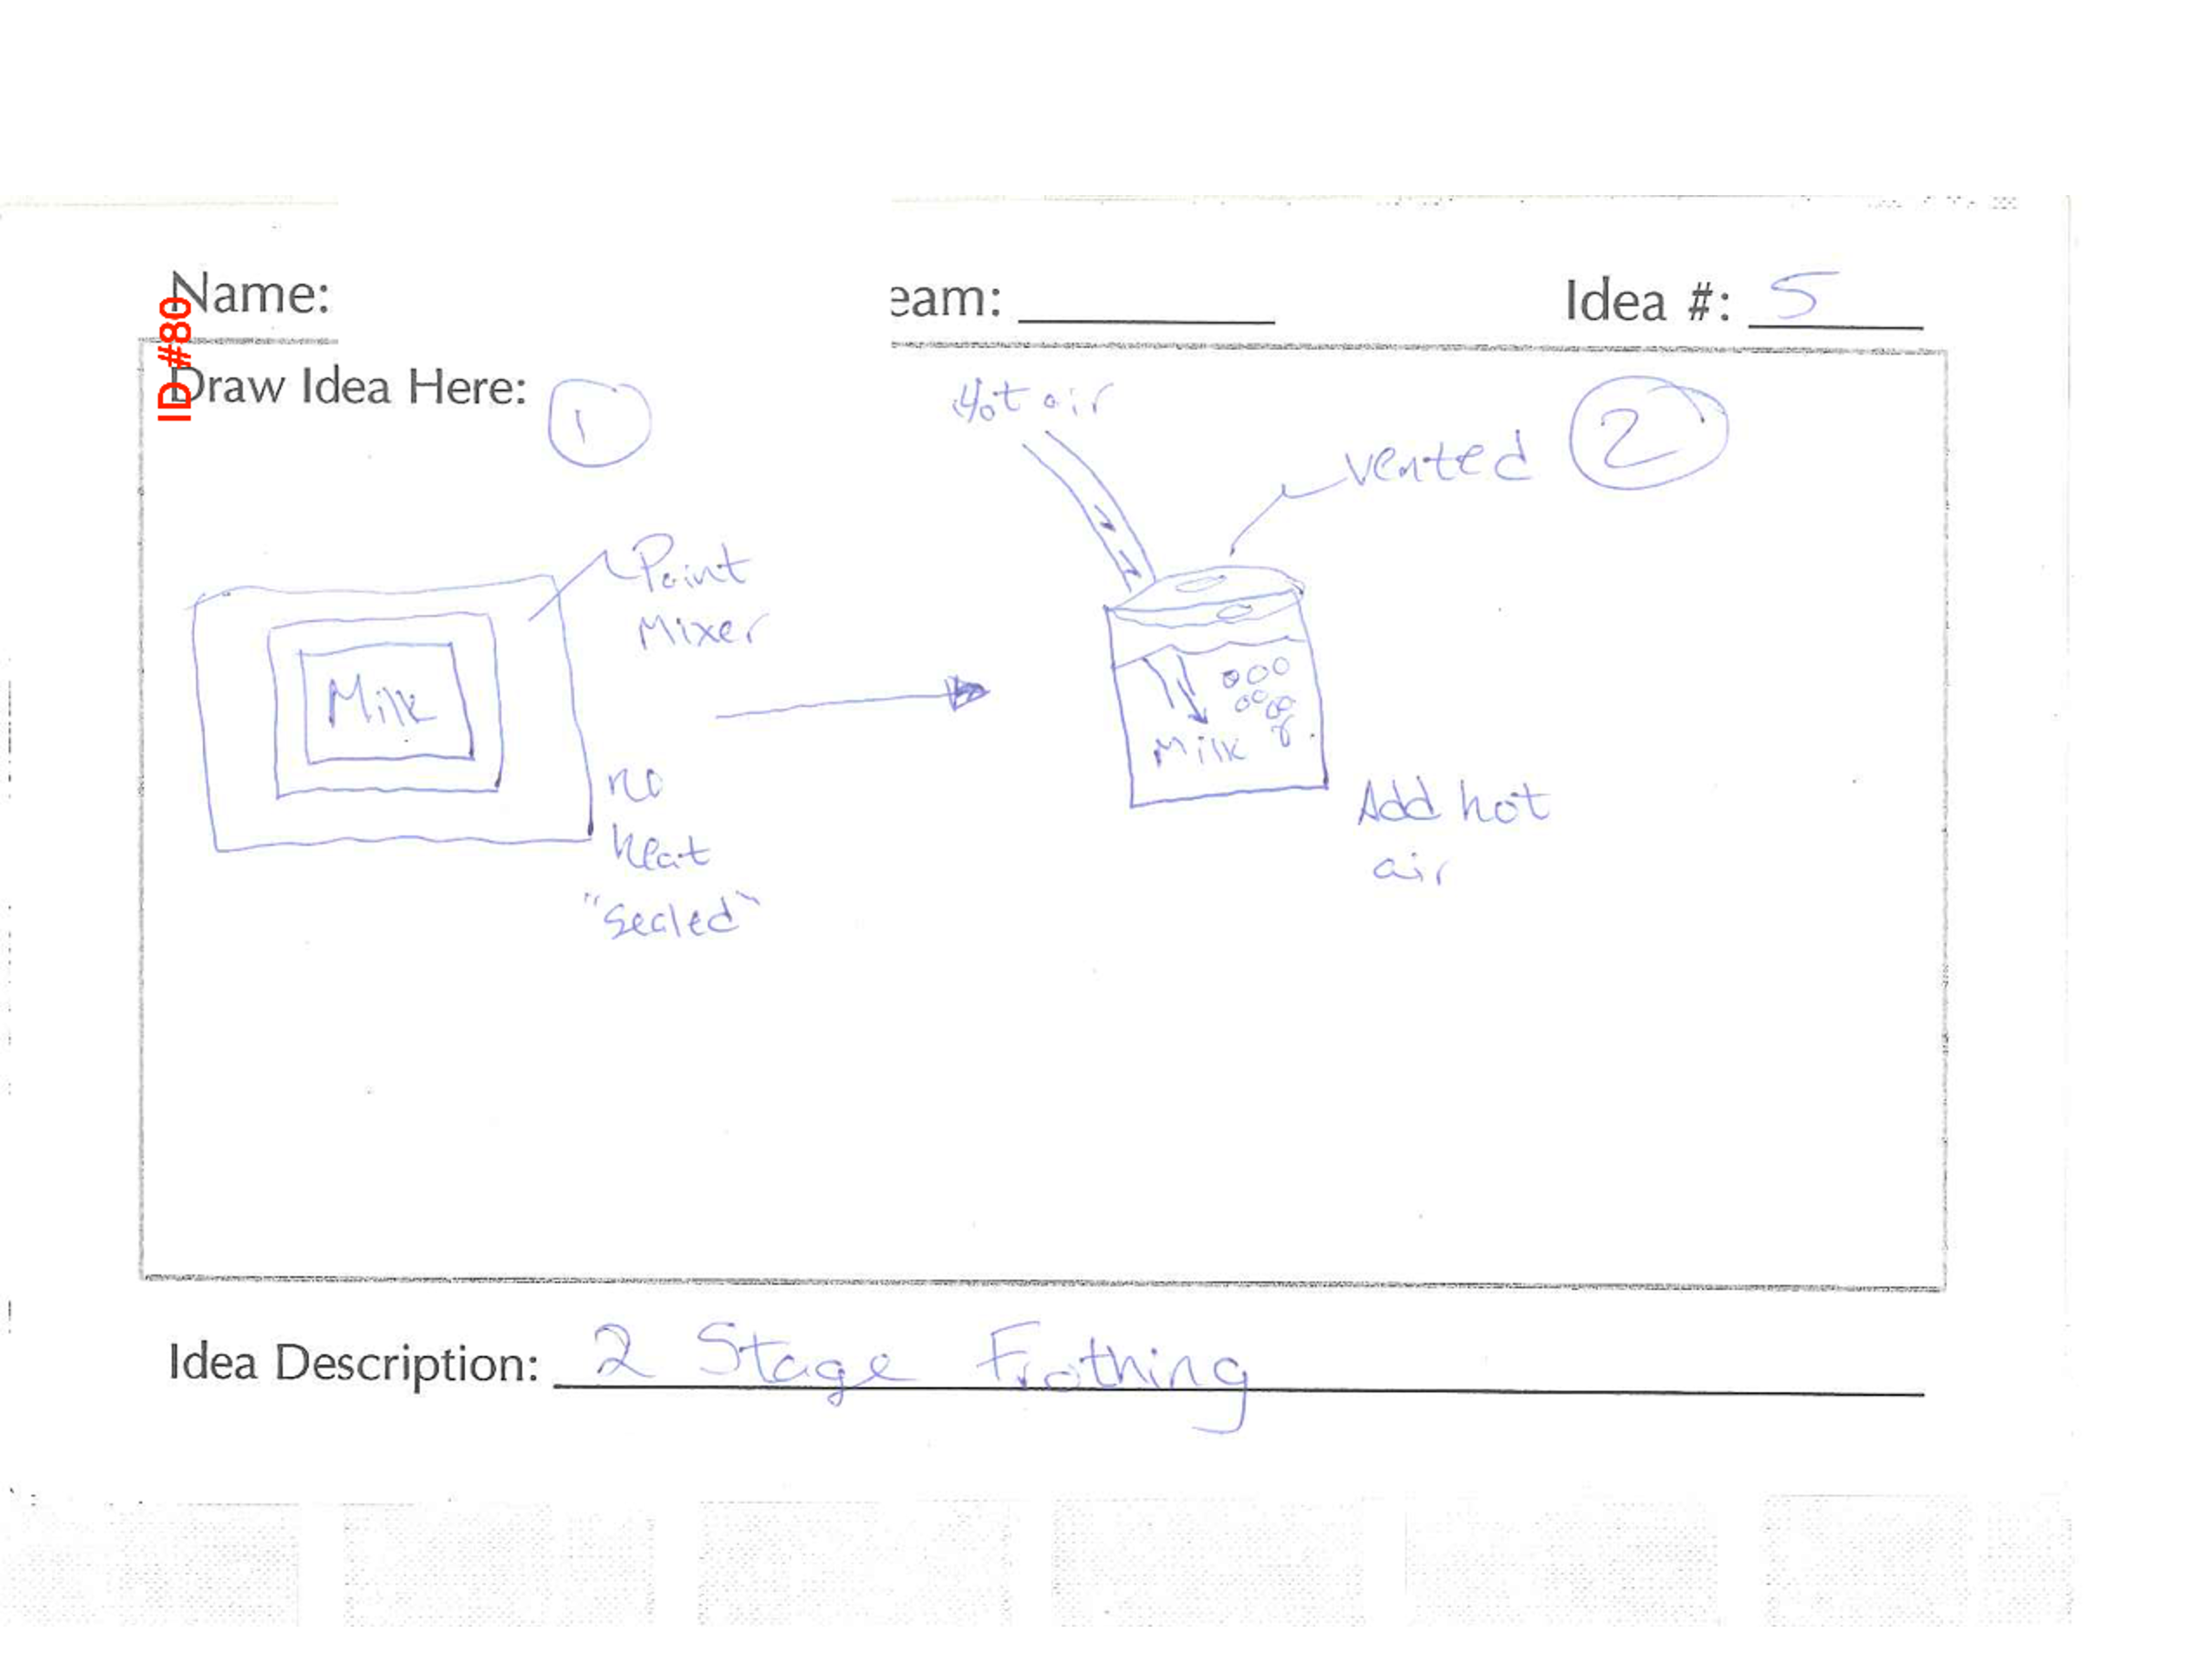 Name:
eam:
Idea #: 5
ID#80
Draw Idea Here:
1
Hot air
vented
2
Paint
Mixer
Milk
no
heat
"Sealed"
Milk
Add hot
air
Idea Description: 2 Stage Frothing